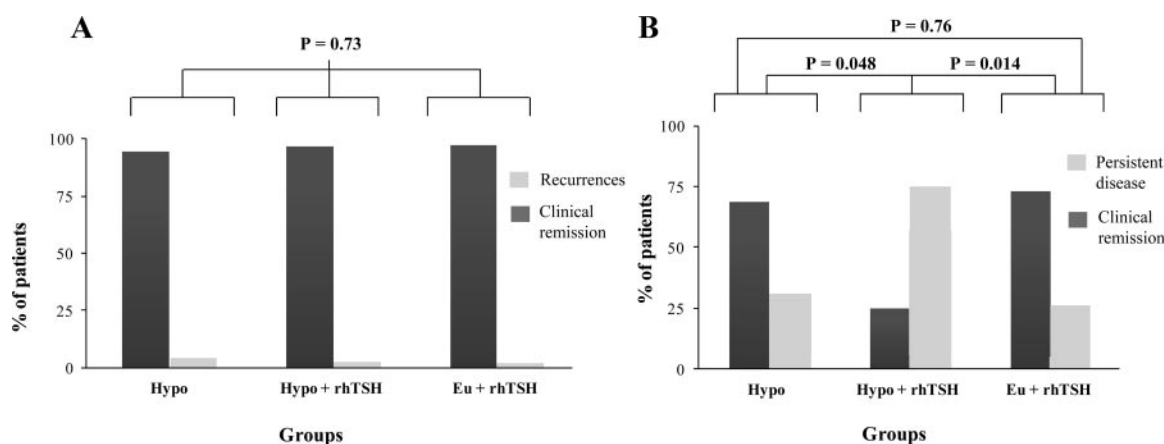 A
P = 0.73
% of patients
100
75
50
25
0
Recurrences
Clinical
remission
Hypo
Hypo + rhTSH
Eu + rhTSH
Groups
B
P = 0.76
P = 0.048
P = 0.014
% of patients
100
75
50
25
0
Persistent
disease
Clinical
remission
Hypo
Hypo + rhTSH
Eu + rhTSH
Groups